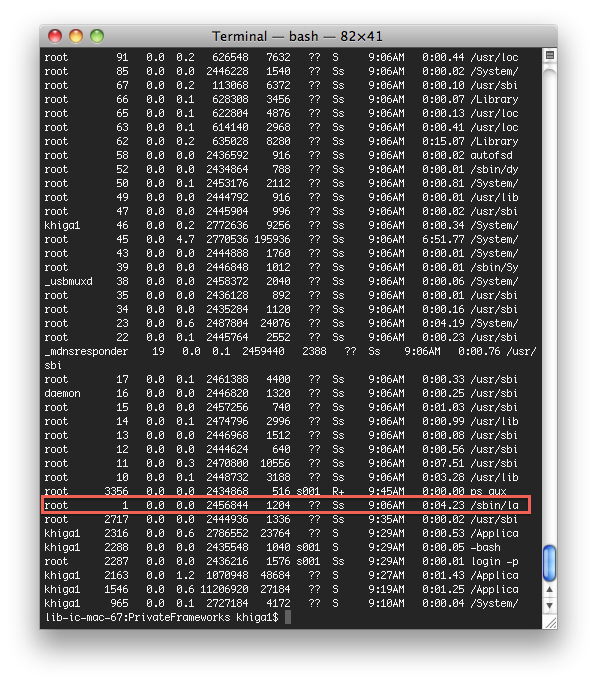 Terminal — bash — 82×41
root 91 0.0 0.2 626548 7632 ?? S 9:06AM 0:00.44 /usr/loc
root 85 0.0 0.0 2446228 1540 ?? Ss 9:06AM 0:00.02 /System/
root 67 0.0 0.2 113068 6372 ?? Ss 9:06AM 0:00.10 /usr/sbi
root 66 0.0 0.1 628308 3456 ?? Ss 9:06AM 0:00.07 /Library
root 65 0.0 0.1 622804 4876 ?? Ss 9:06AM 0:00.13 /usr/loc
root 63 0.0 0.1 614140 2968 ?? Ss 9:06AM 0:00.41 /usr/loc
root 62 0.0 0.2 635028 8280 ?? Ss 9:06AM 0:15.07 /Library
root 58 0.0 0.0 2436592 916 ?? Ss 9:06AM 0:00.02 autofsd
root 52 0.0 0.0 2434864 788 ?? Ss 9:06AM 0:00.01 /sbin/dy
root 50 0.0 0.1 2453176 2112 ?? Ss 9:06AM 0:00.81 /System/
root 49 0.0 0.0 2444792 916 ?? Ss 9:06AM 0:00.01 /usr/lib
root 47 0.0 0.0 2445904 996 ?? Ss 9:06AM 0:00.02 /usr/sbi
khiga1 46 0.0 0.2 2772636 9256 ?? Ss 9:06AM 0:00.34 /System/
root 45 0.0 4.7 2770536 195936 ?? Ss 9:06AM 6:51.77 /System/
root 43 0.0 0.0 2444888 1760 ?? Ss 9:06AM 0:00.01 /System/
root 39 0.0 0.0 2446848 1012 ?? Ss 9:06AM 0:00.01 /sbin/Sy
_usbmuxd 38 0.0 0.0 2458372 2040 ?? Ss 9:06AM 0:00.06 /System/
root 35 0.0 0.0 2436128 892 ?? Ss 9:06AM 0:00.01 /usr/sbi
root 34 0.0 0.0 2435284 1120 ?? Ss 9:06AM 0:00.16 /usr/sbi
root 23 0.0 0.6 2487804 24076 ?? Ss 9:06AM 0:04.19 /System/
root 22 0.0 0.1 2445764 2552 ?? Ss 9:06AM 0:00.23 /usr/sbi
_mdnsresponder 19 0.0 0.1 2459440 2388 ?? Ss 9:06AM 0:00.76 /usr/
sbi
root 17 0.0 0.1 2461388 4400 ?? Ss 9:06AM 0:00.33 /usr/sbi
daemon 16 0.0 0.0 2446820 1320 ?? Ss 9:06AM 0:00.25 /usr/sbi
root 15 0.0 0.0 2457256 740 ?? Ss 9:06AM 0:01.03 /usr/sbi
root 14 0.0 0.1 2474796 2996 ?? Ss 9:06AM 0:00.99 /usr/lib
root 13 0.0 0.0 2446968 1512 ?? Ss 9:06AM 0:00.08 /usr/sbi
root 12 0.0 0.0 2444624 640 ?? Ss 9:06AM 0:00.56 /usr/sbi
root 11 0.0 0.3 2470800 10556 ?? Ss 9:06AM 0:07.51 /usr/sbi
root 10 0.0 0.1 2448732 3188 ?? Ss 9:06AM 0:03.28 /usr/lib
root 3356 0.0 0.0 2434868 516 s001 R+ 9:45AM 0:00.00 ps aux
root 1 0.0 0.0 2456844 1204 ?? Ss 9:06AM 0:04.23 /sbin/la
root 2717 0.0 0.0 2444936 1336 ?? Ss 9:35AM 0:00.02 /usr/sbi
khiga1 2316 0.0 0.6 2786552 23764 ?? S 9:29AM 0:00.53 /Applica
khiga1 2288 0.0 0.0 2435548 1040 s001 S 9:29AM 0:00.05 -bash
root 2287 0.0 0.0 2436216 1576 s001 Ss 9:29AM 0:00.01 login -p
khiga1 2163 0.0 1.2 1070948 48684 ?? S 9:27AM 0:01.43 /Applica
khiga1 1546 0.0 0.6 11206920 27184 ?? S 9:19AM 0:01.25 /Applica
khiga1 965 0.0 0.1 2727184 4172 ?? S 9:10AM 0:00.04 /System/
lib-ic-mac-67:PrivateFrameworks khiga1$